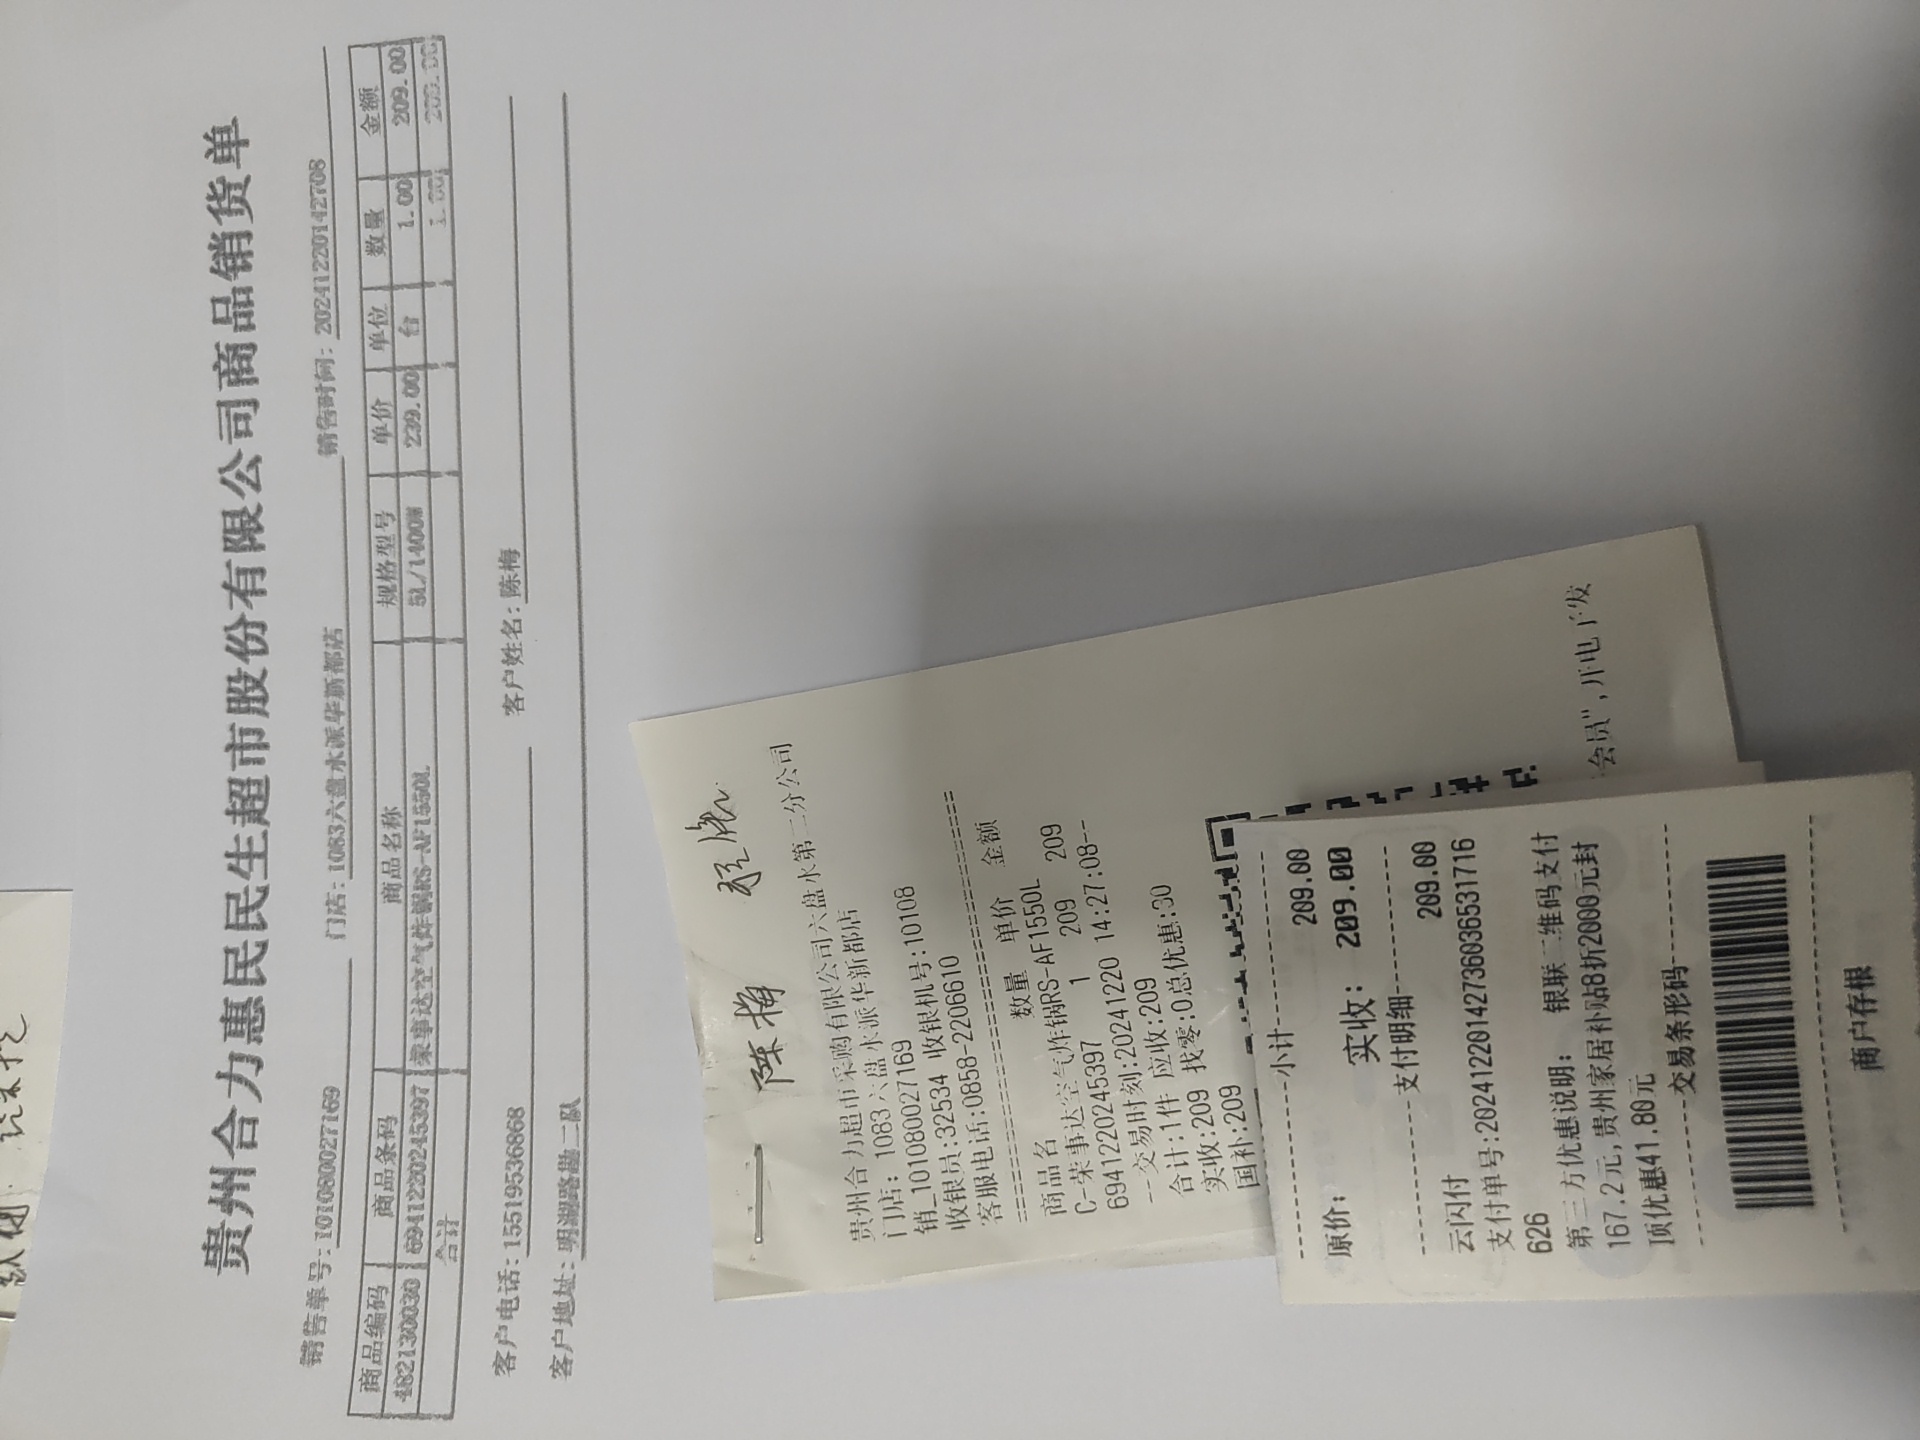 贵州合力惠民民生超市股份有限公司商品销货单
销售单号:1010800027169 门店:1083六盘水派华新都店 销售时间:20241220142708
商品编码 商品条码 商品名称 规格型号 单价 单位 数量 金额
482130030 6941220245397 荣事达空气炸锅RS-AF1550L 5L/1400W 239.00 台 1.00 209.00
合计 1.00 209.00
客户电话:15519536868 客户姓名:陈梅
客户地址:明湖路勘二队
陈梅
贵州合力超市采购有限公司六盘水第二分公司
门店: 1083六盘水派华新都店
销_1010800027169
收银员:32534 收银机号:10108
客服电话:0858-2206610
商品名 数量 单价 金额
C-荣事达空气炸锅RS-AF1550L
6941220245397 1 209 209
--交易时刻:20241220 14:27:08--
合计:1件 应收:209
实收:209 找零:0总优惠:30
国补:209
会员",开电子发
小计
原价: 209.00
实收: 209.00
支付明细
云闪付 209.00
支付单号:20241220142736036531716
626
第三方优惠说明: 银联二维码支付
167.2元,贵州家居补贴8折2000元封
顶优惠41.80元
交易条形码
商户存根